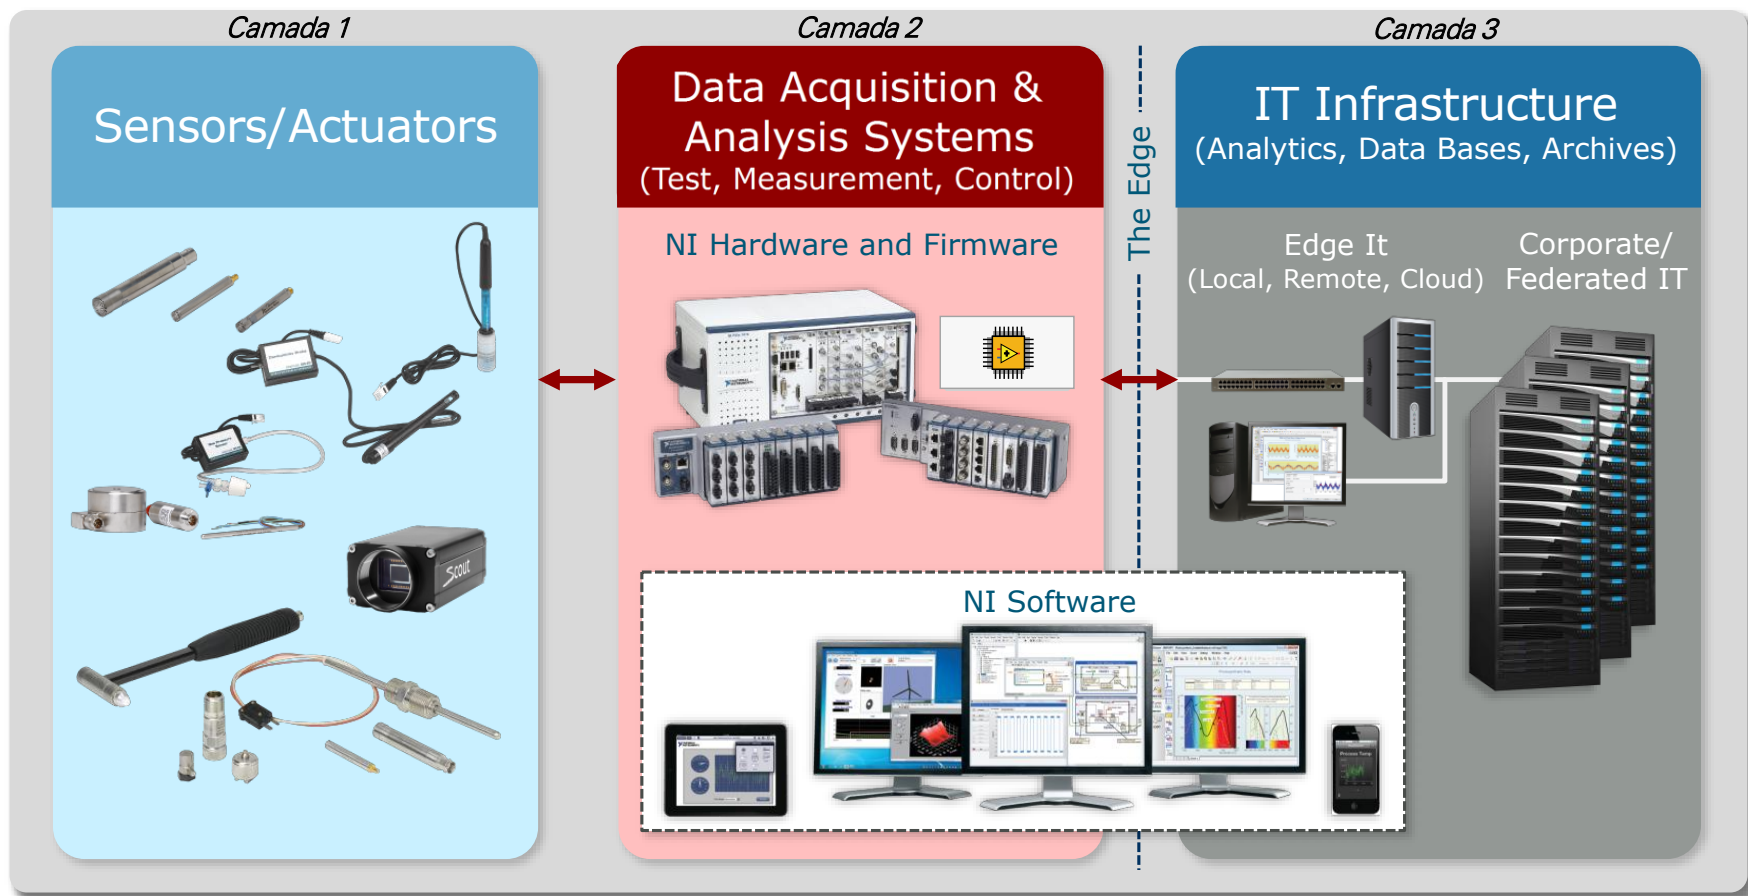 Camada 1
Camada 2
Camada 3
Sensors/Actuators
Data Acquisition &
Analysis Systems
(Test, Measurement, Control)
The Edge
IT Infrastructure
(Analytics, Data Bases, Archives)
NI Hardware and Firmware
Edge It
(Local, Remote, Cloud)
Corporate/
Federated IT
Scout
NI Software
Process Temp